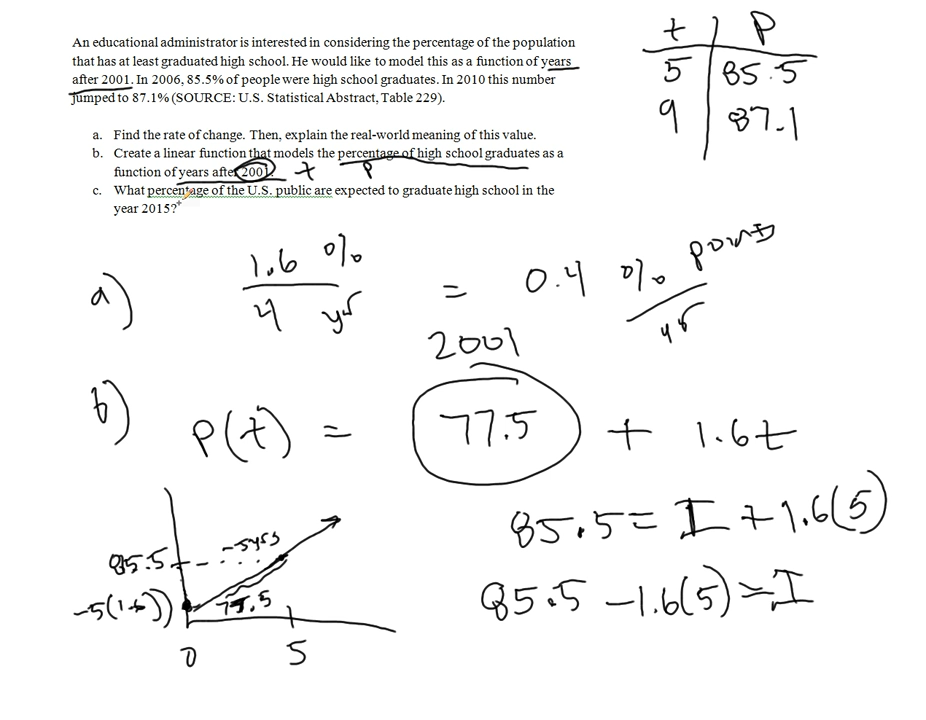 An educational administrator is interested in considering the percentage of the population
that has at least graduated high school. He would like to model this as a function of years
after 2001. In 2006, 85.5% of people were high school graduates. In 2010 this number
jumped to 87.1% (SOURCE: U.S. Statistical Abstract, Table 229).
t P
5 85.5
9 87.1
a. Find the rate of change. Then, explain the real-world meaning of this value.
b. Create a linear function that models the percentage of high school graduates as a
function of years after 2001. t P
c. What percentage of the U.S. public are expected to graduate high school in the
year 2015?
a) 1.6 % / 4 yr = 0.4 % points / yr
2001
b) P(t) = 77.5 + 1.6t
85.5 = I + 1.6(5)
85.5 - 1.6(5) = I
85.5 -5yrs
-5(1.6) 77.5
0 5